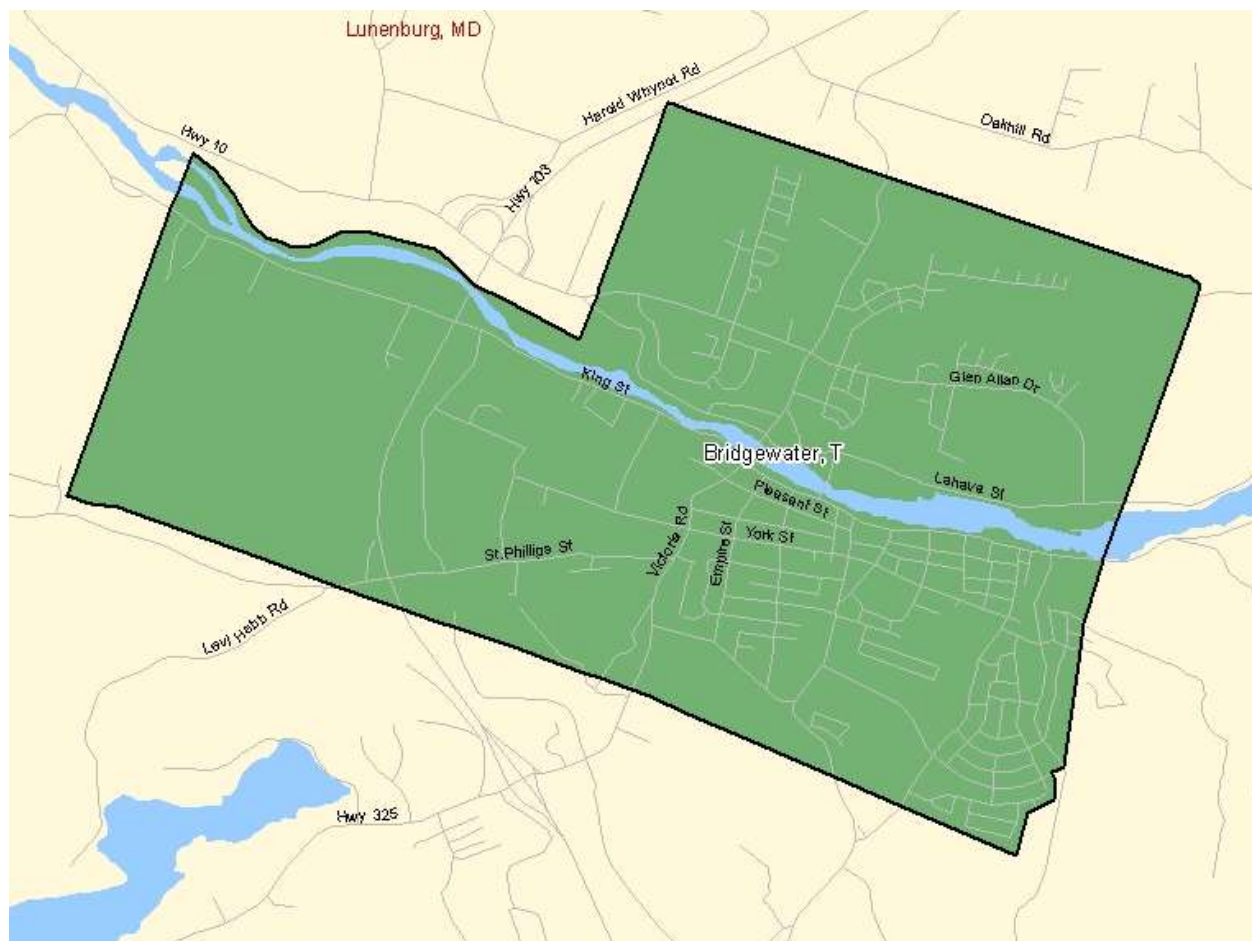 Lunenburg, MD
Harold Whynot Rd
Oakhill Rd
Hwy 10
Hwy 103
King St
Glen Allan Dr
Bridgewater, T
Lahave St
Pleasant St
York St
Victoria Rd
Empire St
St.Phillips St
Levi Hebb Rd
Hwy 325